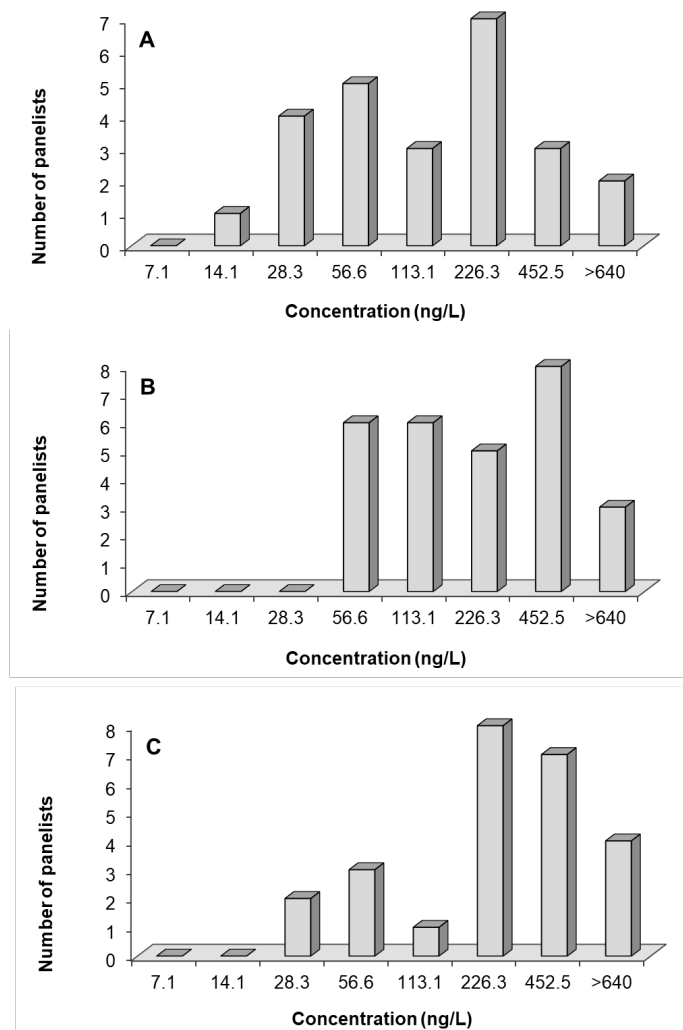 A
7
6
5
4
3
2
1
0
Number of panelists
7.1 14.1 28.3 56.6 113.1 226.3 452.5 >640
Concentration (ng/L)
B
8
7
6
5
4
3
2
1
0
Number of panelists
7.1 14.1 28.3 56.6 113.1 226.3 452.5 >640
Concentration (ng/L)
C
8
7
6
5
4
3
2
1
0
Number of panelists
7.1 14.1 28.3 56.6 113.1 226.3 452.5 >640
Concentration (ng/L)